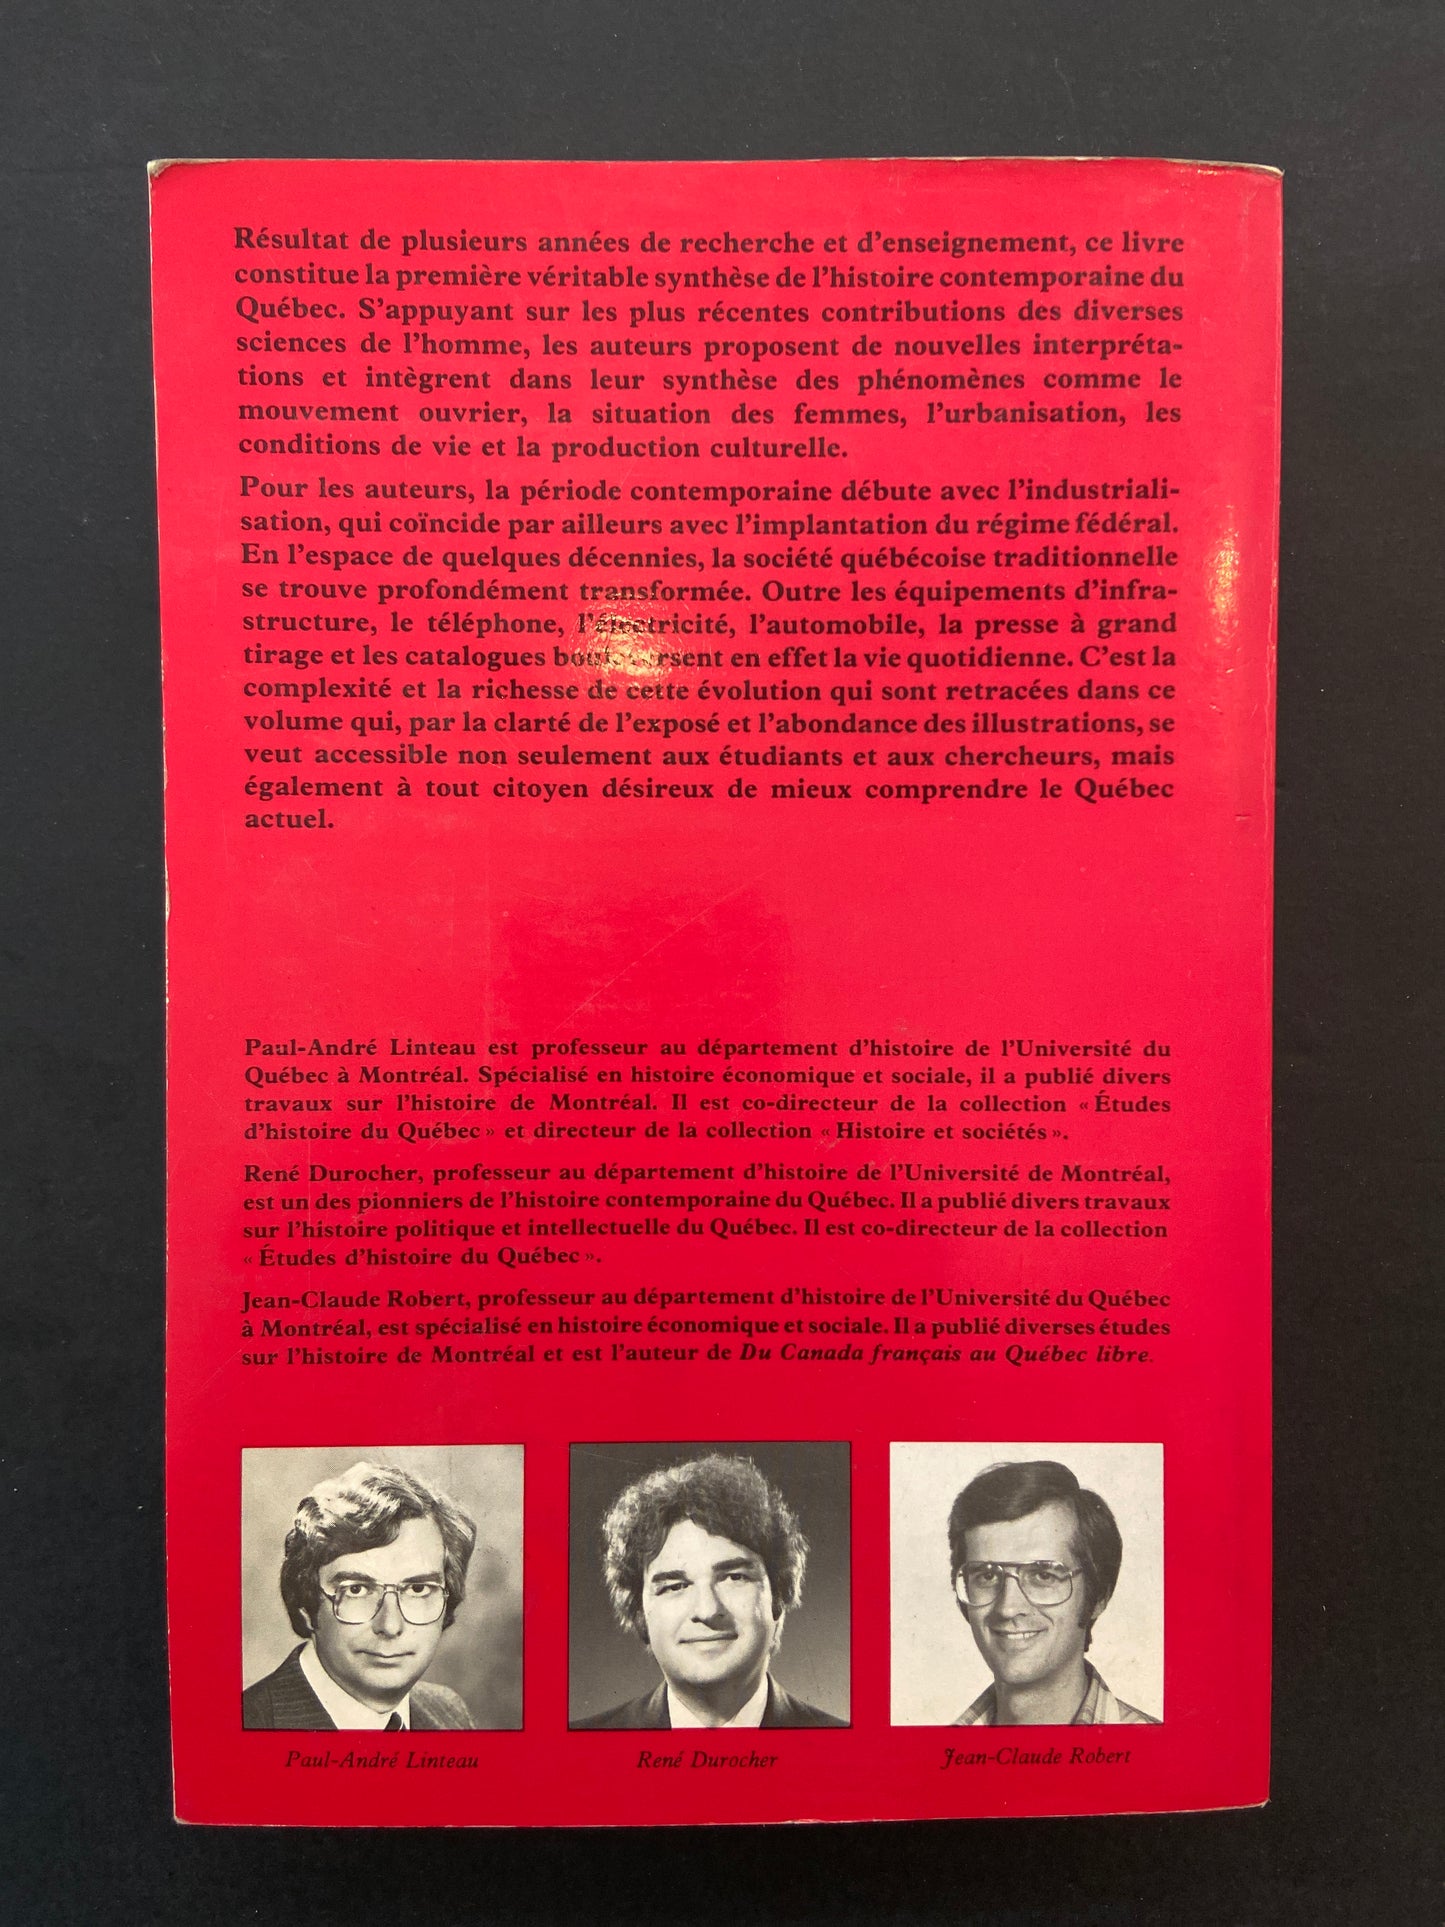 Résultat de plusieurs années de recherche et d'enseignement, ce livre
constitue la première véritable synthèse de l'histoire contemporaine du
Québec. S'appuyant sur les plus récentes contributions des diverses
sciences de l'homme, les auteurs proposent de nouvelles interpréta-
tions et intègrent dans leur synthèse des phénomènes comme le
mouvement ouvrier, la situation des femmes, l'urbanisation, les
conditions de vie et la production culturelle.
Pour les auteurs, la période contemporaine débute avec l'industriali-
sation, qui coïncide par ailleurs avec l'implantation du régime fédéral.
En l'espace de quelques décennies, la société québécoise traditionnelle
se trouve profondément transformée. Outre les équipements d'infra-
structure, le téléphone, l'électricité, l'automobile, la presse à grand
tirage et les catalogues bouleversent en effet la vie quotidienne. C'est la
complexité et la richesse de cette évolution qui sont retracées dans ce
volume qui, par la clarté de l'exposé et l'abondance des illustrations, se
veut accessible non seulement aux étudiants et aux chercheurs, mais
également à tout citoyen désireux de mieux comprendre le Québec
actuel.
Paul-André Linteau est professeur au département d'histoire de l'Université du
Québec à Montréal. Spécialisé en histoire économique et sociale, il a publié divers
travaux sur l'histoire de Montréal. Il est co-directeur de la collection « Études
d'histoire du Québec » et directeur de la collection « Histoire et sociétés ».
René Durocher, professeur au département d'histoire de l'Université de Montréal,
est un des pionniers de l'histoire contemporaine du Québec. Il a publié divers travaux
sur l'histoire politique et intellectuelle du Québec. Il est co-directeur de la collection
« Études d'histoire du Québec ».
Jean-Claude Robert, professeur au département d'histoire de l'Université du Québec
à Montréal, est spécialisé en histoire économique et sociale. Il a publié diverses études
sur l'histoire de Montréal et est l'auteur de Du Canada français au Québec libre.
Paul-André Linteau
René Durocher
Jean-Claude Robert